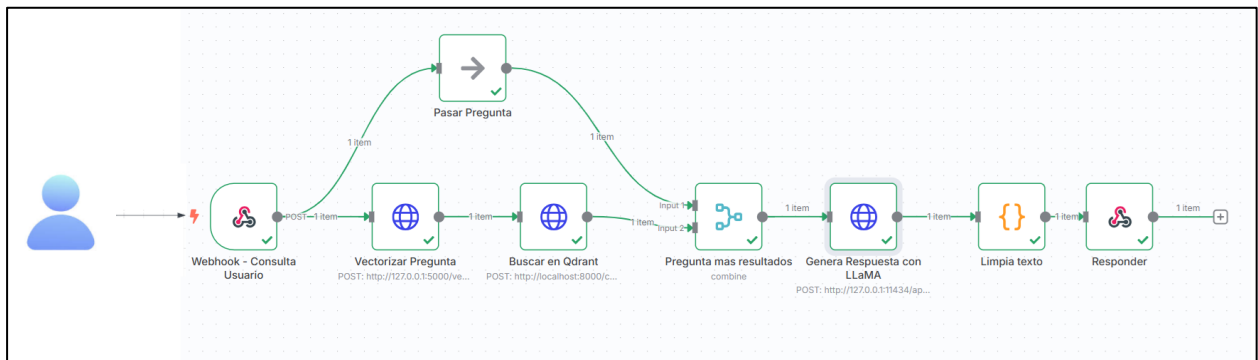 1 item
Pasar Pregunta
1 item
POST
1 item
Webhook - Consulta
Usuario
Vectorizar Pregunta
POST: http://127.0.0.1:5000/ve...
1 item
Buscar en Qdrant
POST: http://localhost:8000/c...
1 item
Input 1
Input 2
Pregunta mas resultados
combine
1 item
Genera Respuesta con
LLaMA
POST: http://127.0.0.1:11434/ap...
1 item
{}
Limpia texto
1 item
Responder
1 item